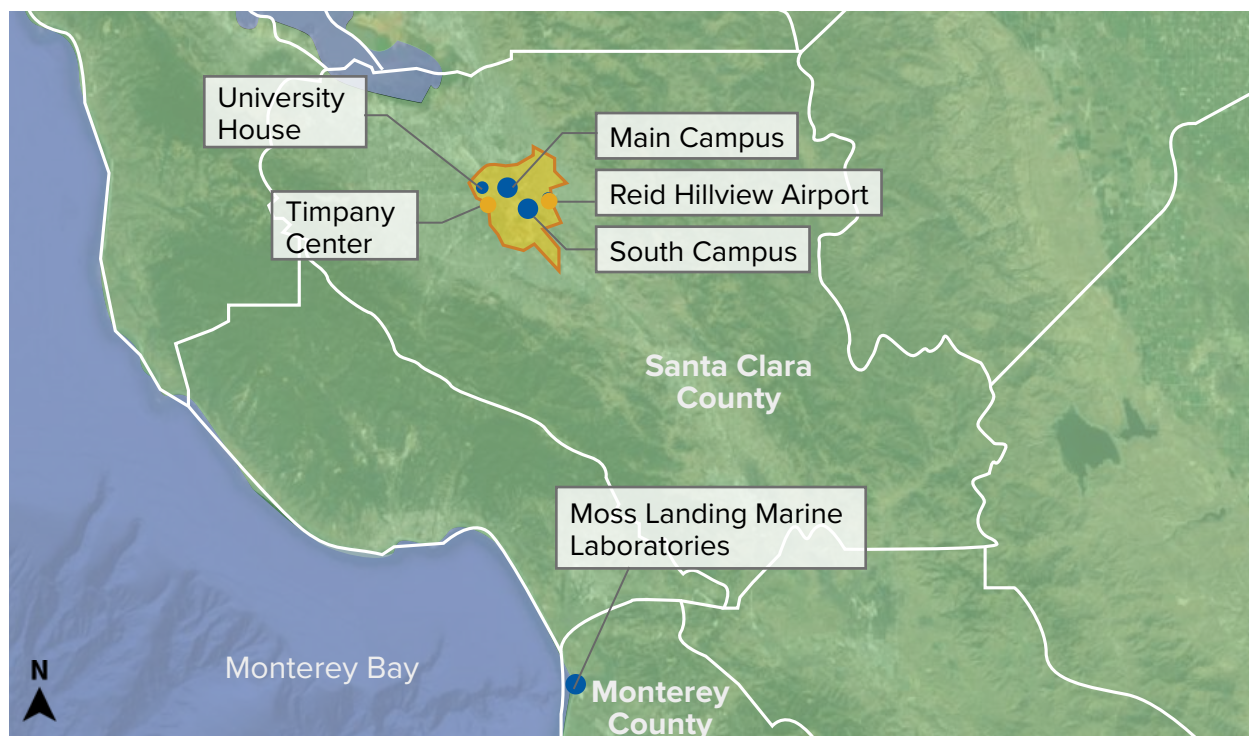 University
House
Main Campus
Reid Hillview Airport
Timpany
Center
South Campus
Santa Clara
County
Moss Landing Marine
Laboratories
Monterey Bay
N
Monterey
County